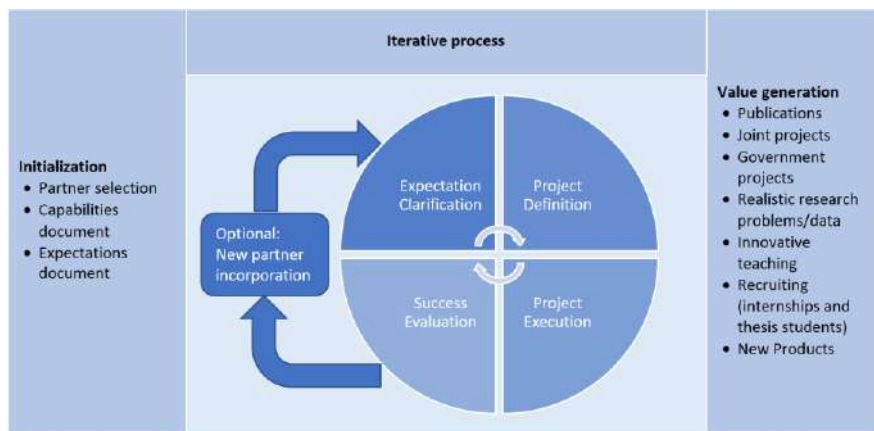 Iterative process
Initialization
• Partner selection
• Capabilities
document
• Expectations
document
Optional:
New partner
incorporation
Expectation
Clarification
Project
Definition
Success
Evaluation
Project
Execution
Value generation
• Publications
• Joint projects
• Government
projects
• Realistic research
problems/data
• Innovative
teaching
• Recruiting
(internships and
thesis students)
• New Products